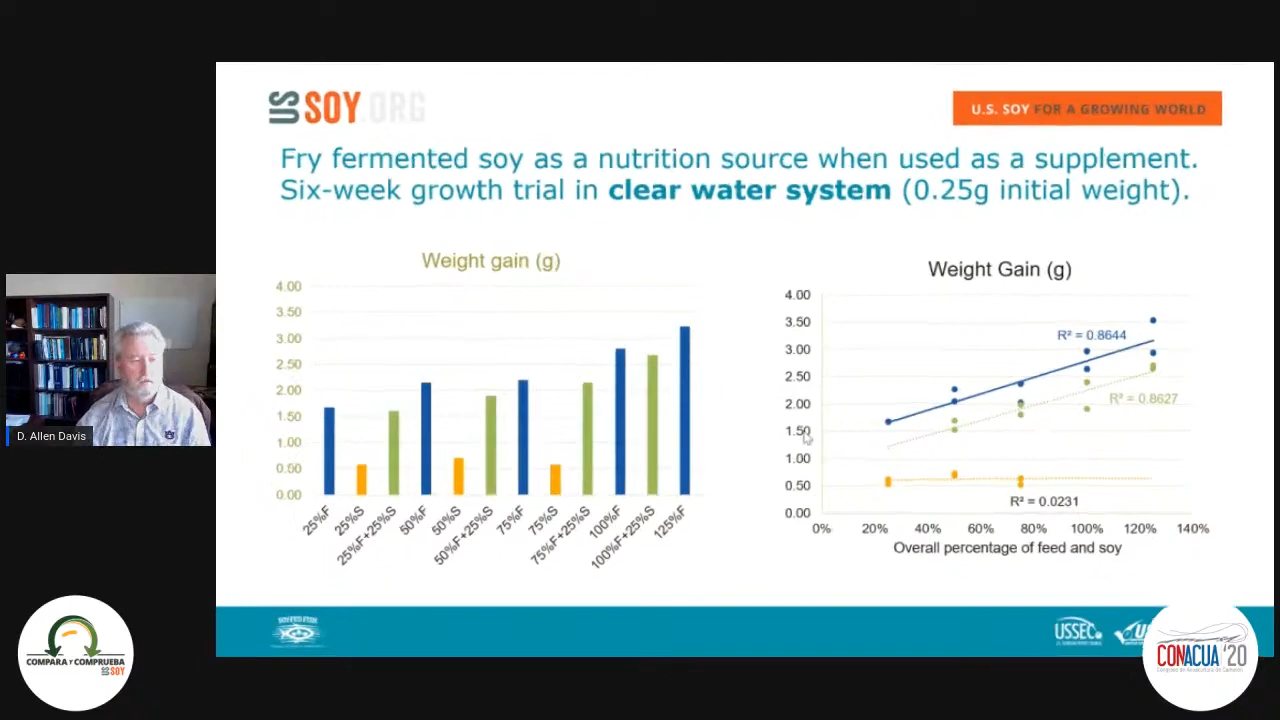 US SOY.ORG
U.S. SOY FOR A GROWING WORLD
Fry fermented soy as a nutrition source when used as a supplement.
Six-week growth trial in clear water system (0.25g initial weight).
Weight gain (g)
4.00
3.50
3.00
2.50
2.00
1.50
1.00
0.50
0.00
25%F
25%S
25%F+25%S
50%F
50%S
50%F+25%S
75%F
75%S
75%F+25%S
100%F
100%F+25%S
125%F
Weight Gain (g)
4.00
3.50
3.00
2.50
2.00
1.50
1.00
0.50
0.00
R² = 0.8644
R² = 0.8627
R² = 0.0231
0% 20% 40% 60% 80% 100% 120% 140%
Overall percentage of feed and soy
D. Allen Davis
COMPARA Y COMPRUEBA
US SOY
USSEC
CONACUA '20